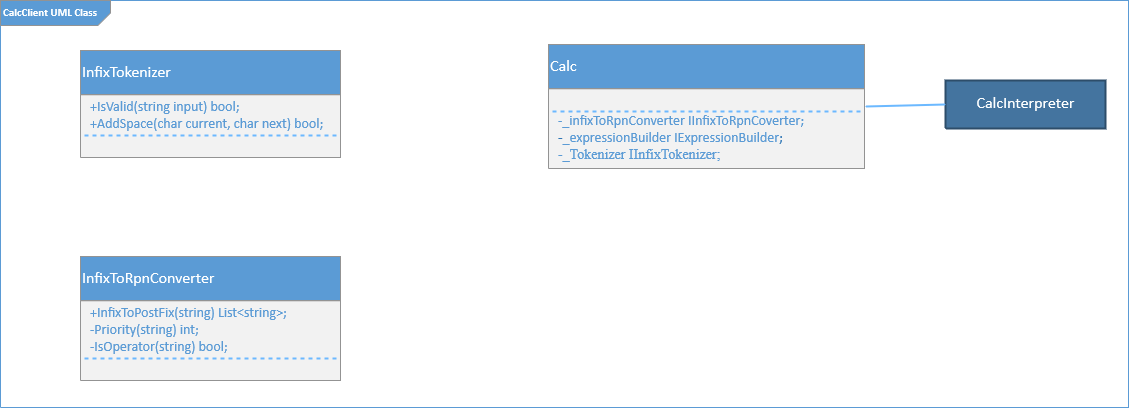 CalcClient UML Class
InfixTokenizer
+IsValid(string input) bool;
+AddSpace(char current, char next) bool;
Calc
-_infixToRpnConverter IInfixToRpnCoverter;
-_expressionBuilder IExpressionBuilder;
-_Tokenizer IInfixTokenizer;
CalcInterpreter
InfixToRpnConverter
+InfixToPostFix(string) List<string>;
-Priority(string) int;
-IsOperator(string) bool;